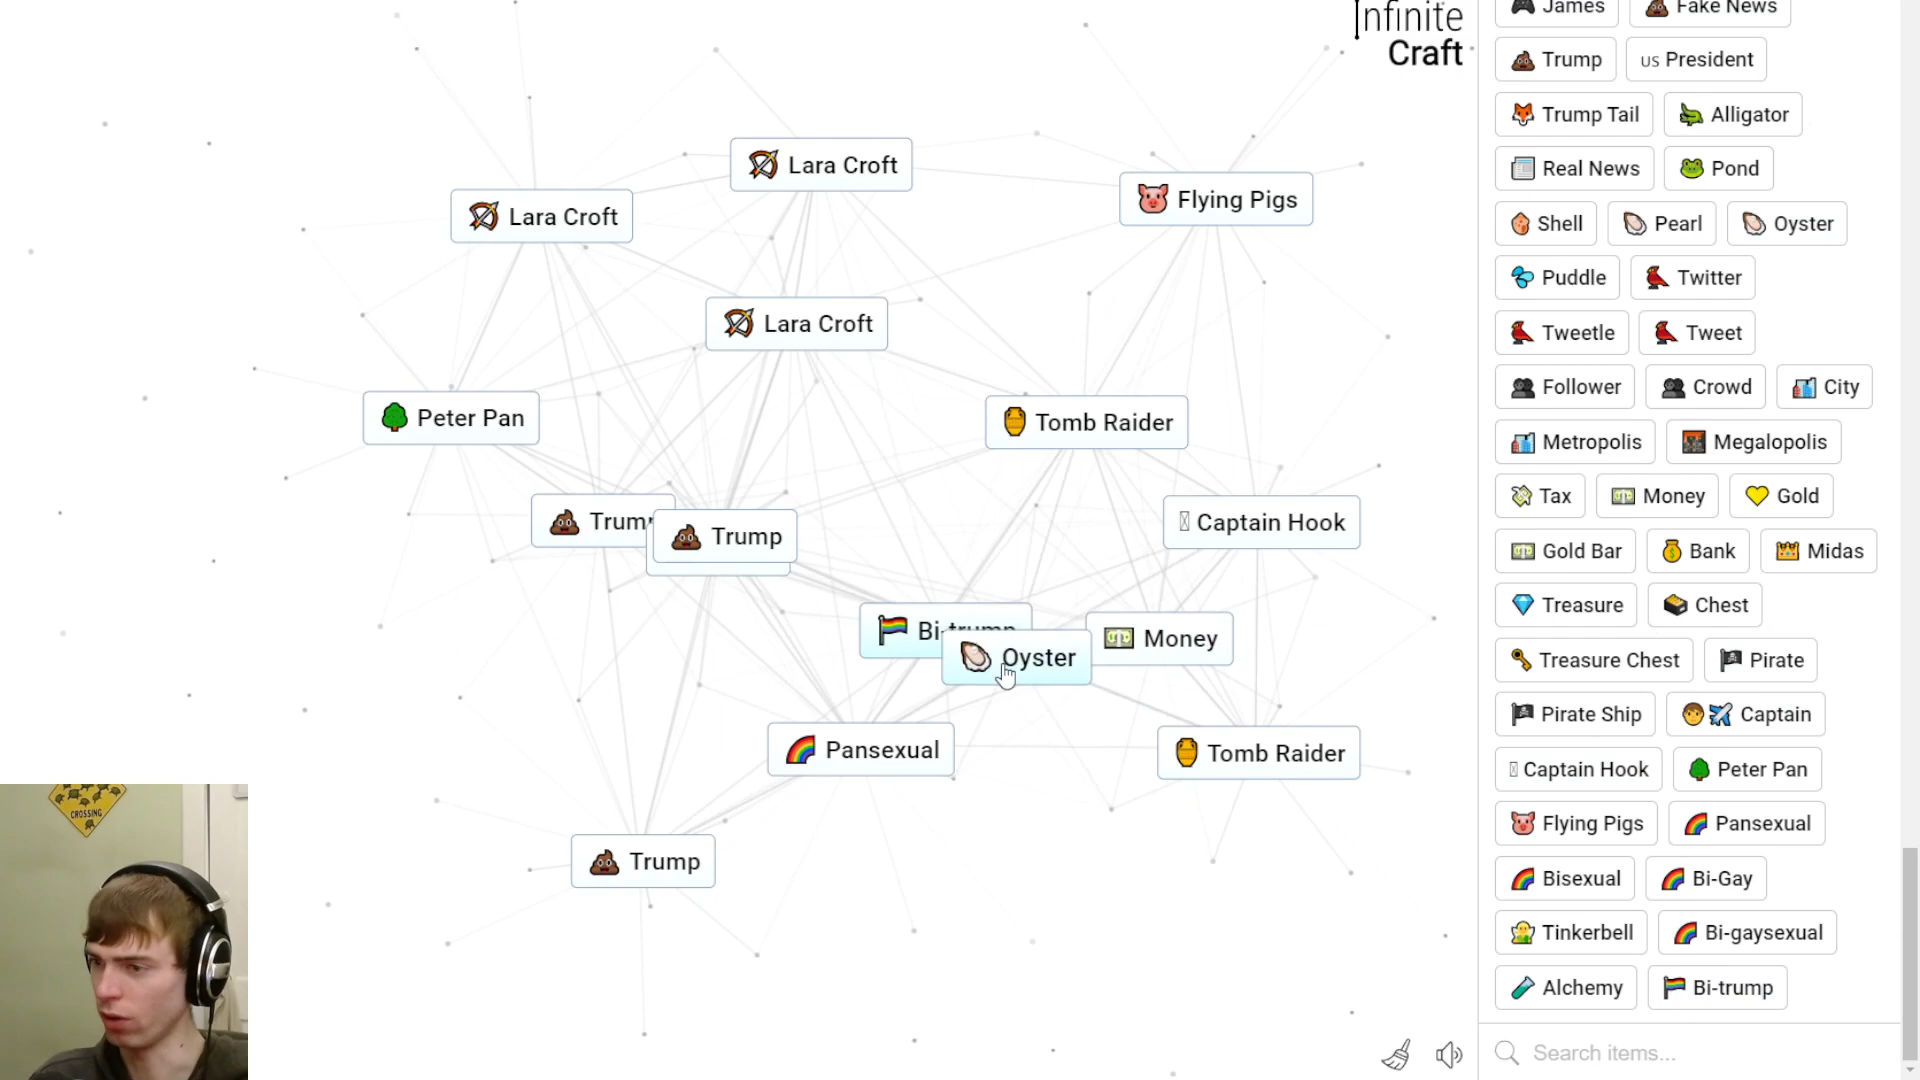 Infinite
Craft
Lara Croft
Lara Croft
Flying Pigs
Lara Croft
Peter Pan
Tomb Raider
Trump
Trump
Captain Hook
Bi-trump
Oyster
Money
Pansexual
Tomb Raider
Trump
CROSSING
James
Fake News
Trump
US President
Trump Tail
Alligator
Real News
Pond
Shell
Pearl
Oyster
Puddle
Twitter
Tweetle
Tweet
Follower
Crowd
City
Metropolis
Megalopolis
Tax
Money
Gold
Gold Bar
Bank
Midas
Treasure
Chest
Treasure Chest
Pirate
Pirate Ship
Captain
Captain Hook
Peter Pan
Flying Pigs
Pansexual
Bisexual
Bi-Gay
Tinkerbell
Bi-gaysexual
Alchemy
Bi-trump
Search items...